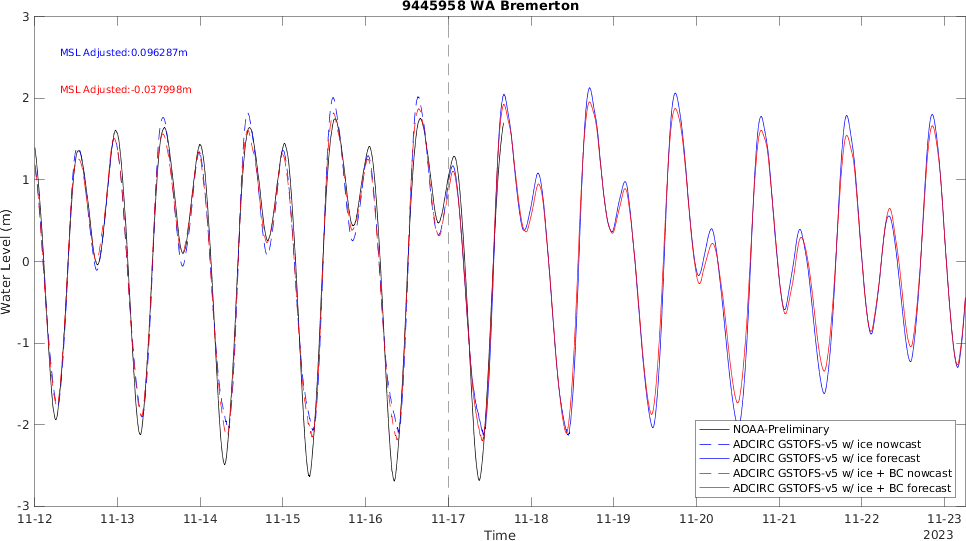 9445958 WA Bremerton
3
2
1
0
-1
-2
-3
Water Level (m)
MSL Adjusted:0.096287m
MSL Adjusted:-0.037998m
NOAA-Preliminary
ADCIRC GSTOFS-v5 w/ ice nowcast
ADCIRC GSTOFS-v5 w/ ice forecast
ADCIRC GSTOFS-v5 w/ ice + BC nowcast
ADCIRC GSTOFS-v5 w/ ice + BC forecast
11-12 11-13 11-14 11-15 11-16 11-17 11-18 11-19 11-20 11-21 11-22 11-23
Time
2023